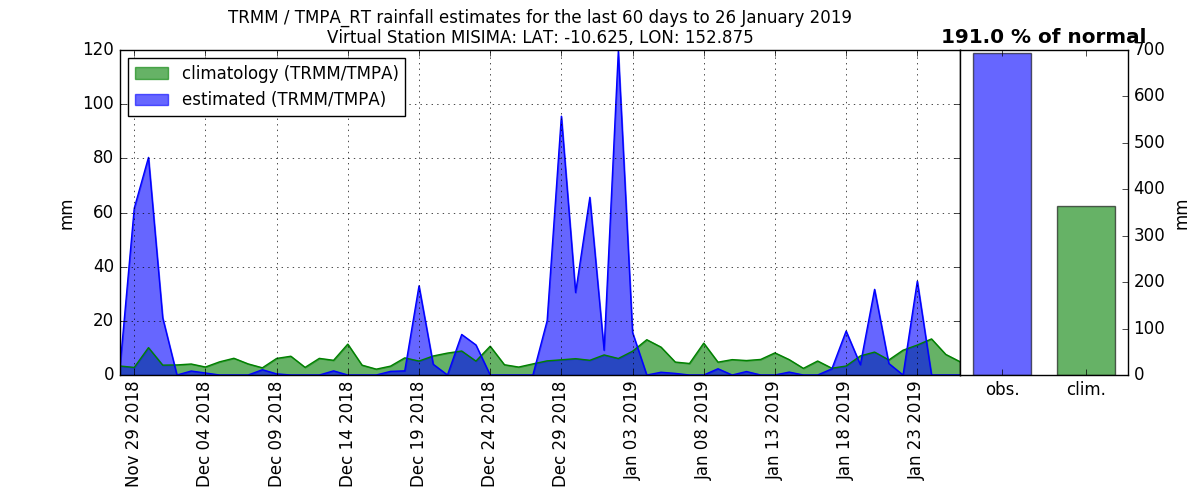 TRMM / TMPA_RT rainfall estimates for the last 60 days to 26 January 2019
Virtual Station MISIMA: LAT: -10.625, LON: 152.875
191.0 % of normal
climatology (TRMM/TMPA)
estimated (TRMM/TMPA)
mm
120
100
80
60
40
20
0
Nov 29 2018
Dec 04 2018
Dec 09 2018
Dec 14 2018
Dec 19 2018
Dec 24 2018
Dec 29 2018
Jan 03 2019
Jan 08 2019
Jan 13 2019
Jan 18 2019
Jan 23 2019
obs.
clim.
700
600
500
400
300
200
100
0
mm